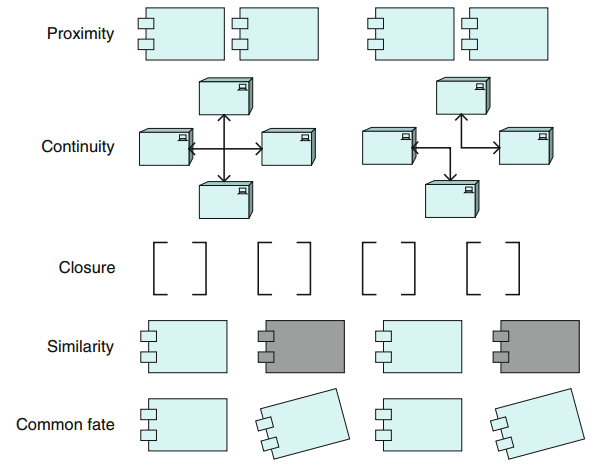 Proximity
Continuity
Closure
Similarity
Common fate